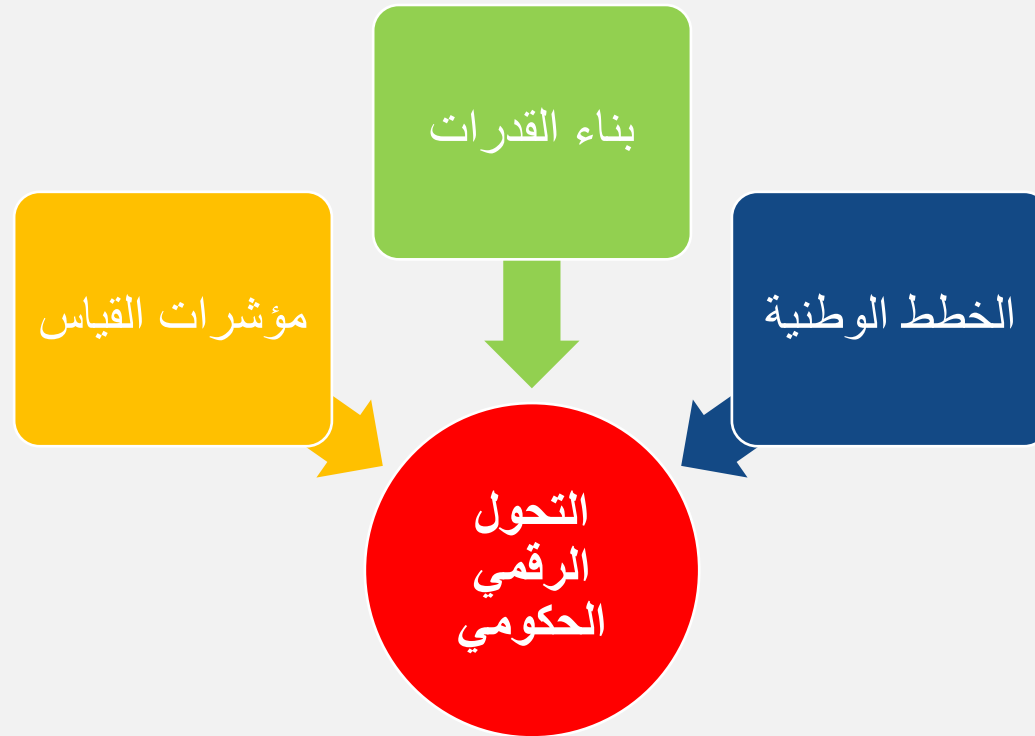 بناء القدرات
الخطط الوطنية
مؤشرات القياس
التحول
الرقمي
الحكومي